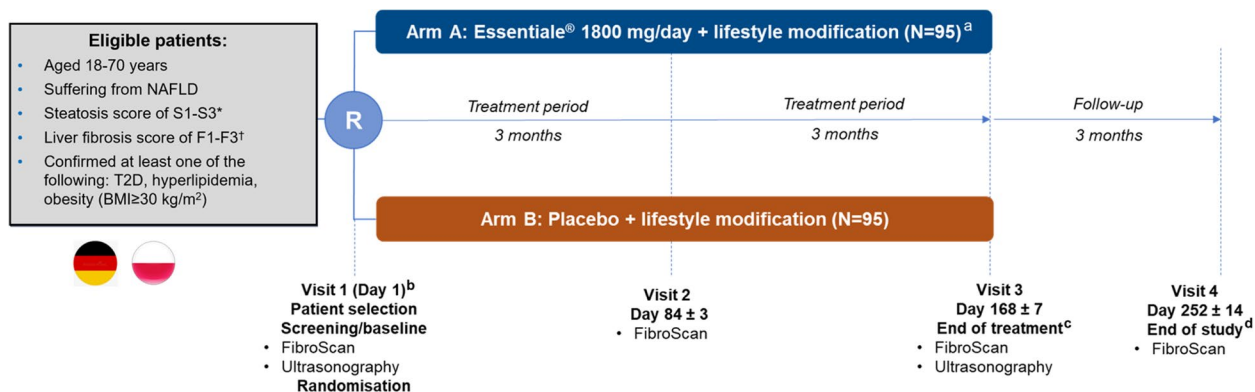 Eligible patients:
• Aged 18-70 years
• Suffering from NAFLD
• Steatosis score of S1-S3*
• Liver fibrosis score of F1-F3†
• Confirmed at least one of the
following: T2D, hyperlipidemia,
obesity (BMI≥30 kg/m²)
R
Arm A: Essentiale® 1800 mg/day + lifestyle modification (N=95)ᵃ
Treatment period
3 months
Treatment period
3 months
Follow-up
3 months
Arm B: Placebo + lifestyle modification (N=95)
Visit 1 (Day 1)ᵇ
Patient selection
Screening/baseline
• FibroScan
• Ultrasonography
Randomisation
Visit 2
Day 84 ± 3
• FibroScan
Visit 3
Day 168 ± 7
End of treatmentᶜ
• FibroScan
• Ultrasonography
Visit 4
Day 252 ± 14
End of studyᵈ
• FibroScan